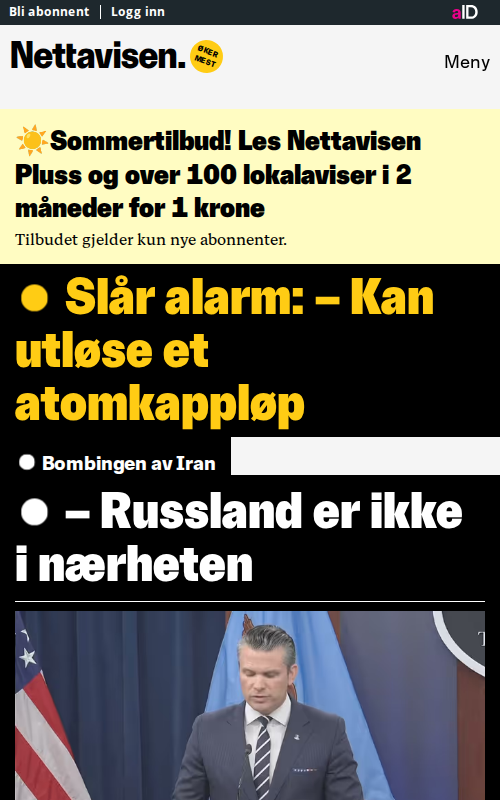 Bli abonnent | Logg inn
aID
Nettavisen.
ØKER
MEST
Meny
☀️Sommertilbud! Les Nettavisen
Pluss og over 100 lokalaviser i 2
måneder for 1 krone
Tilbudet gjelder kun nye abonnenter.
Slår alarm: – Kan
utløse et
atomkappløp
Bombingen av Iran
– Russland er ikke
i nærheten